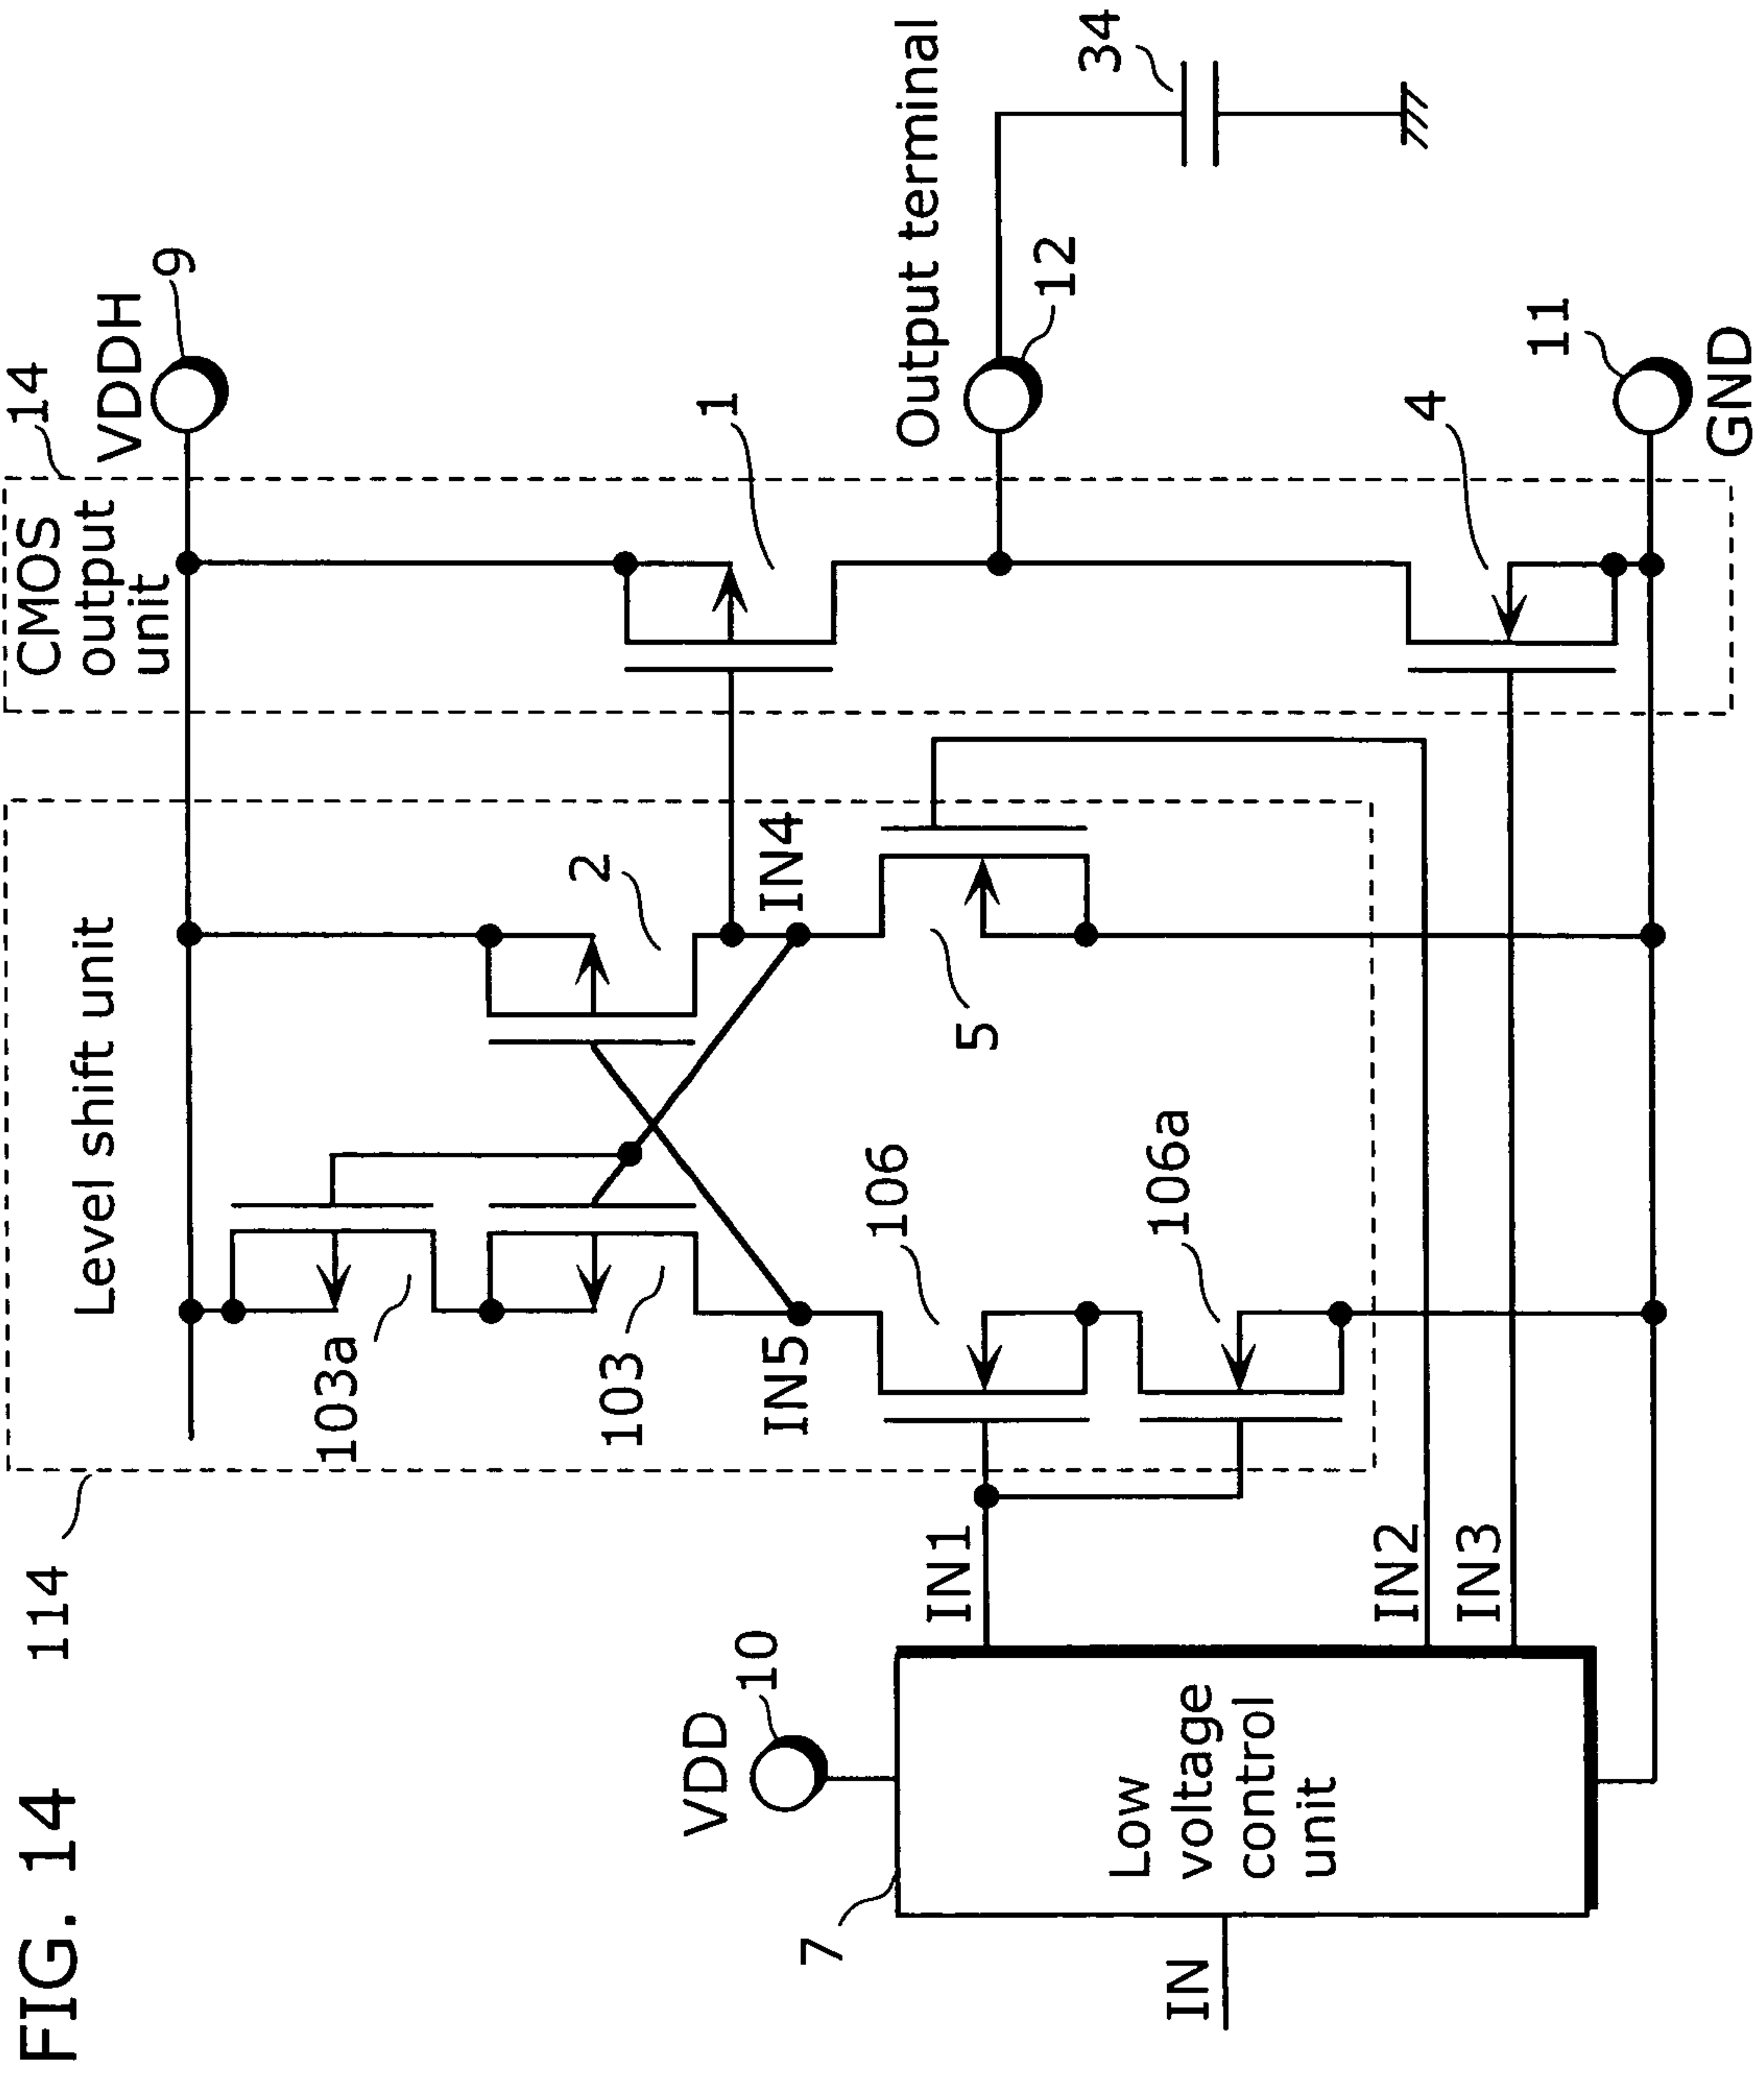 FIG. 14
114
Level shift unit
CMOS
output
unit
14
VDDH
9
103a
103
2
1
IN5
IN4
Output terminal
12
34
VDD
10
7
IN
Low
voltage
control
unit
IN1
106
106a
5
IN2
IN3
4
11
GND